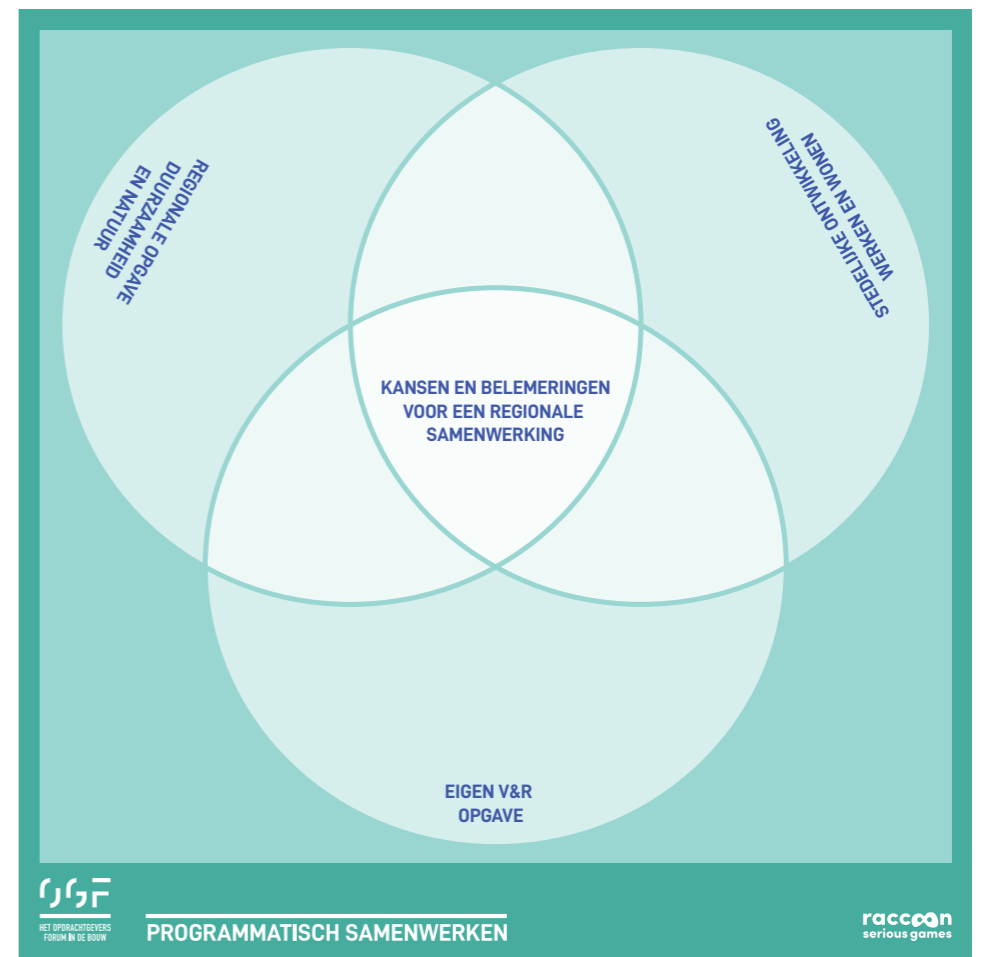 REGIONALE OPGAVE
DUURZAAMHEID
EN NATUUR
STEDELIJKE ONTWIKKELING
WERKEN EN WONEN
KANSEN EN BELEMERINGEN
VOOR EEN REGIONALE
SAMENWERKING
EIGEN V&R
OPGAVE
OGF
HET OPDRACHTGEVERS
FORUM IN DE BOUW
PROGRAMMATISCH SAMENWERKEN
raccoon
serious games